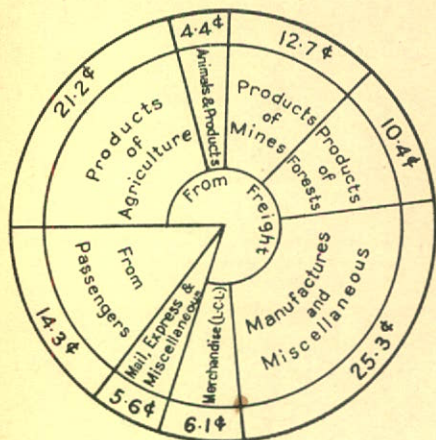 4.4¢
Animals & Products
12.7¢
Products
of
Mines
10.4¢
Products
of
Forests
25.3¢
Manufactures
and
Miscellaneous
6.1¢
Merchandise (L·C·L)
5.6¢
Mail, Express &
Miscellaneous
14.3¢
From
Passengers
21.2¢
Products
of
Agriculture
From Freight